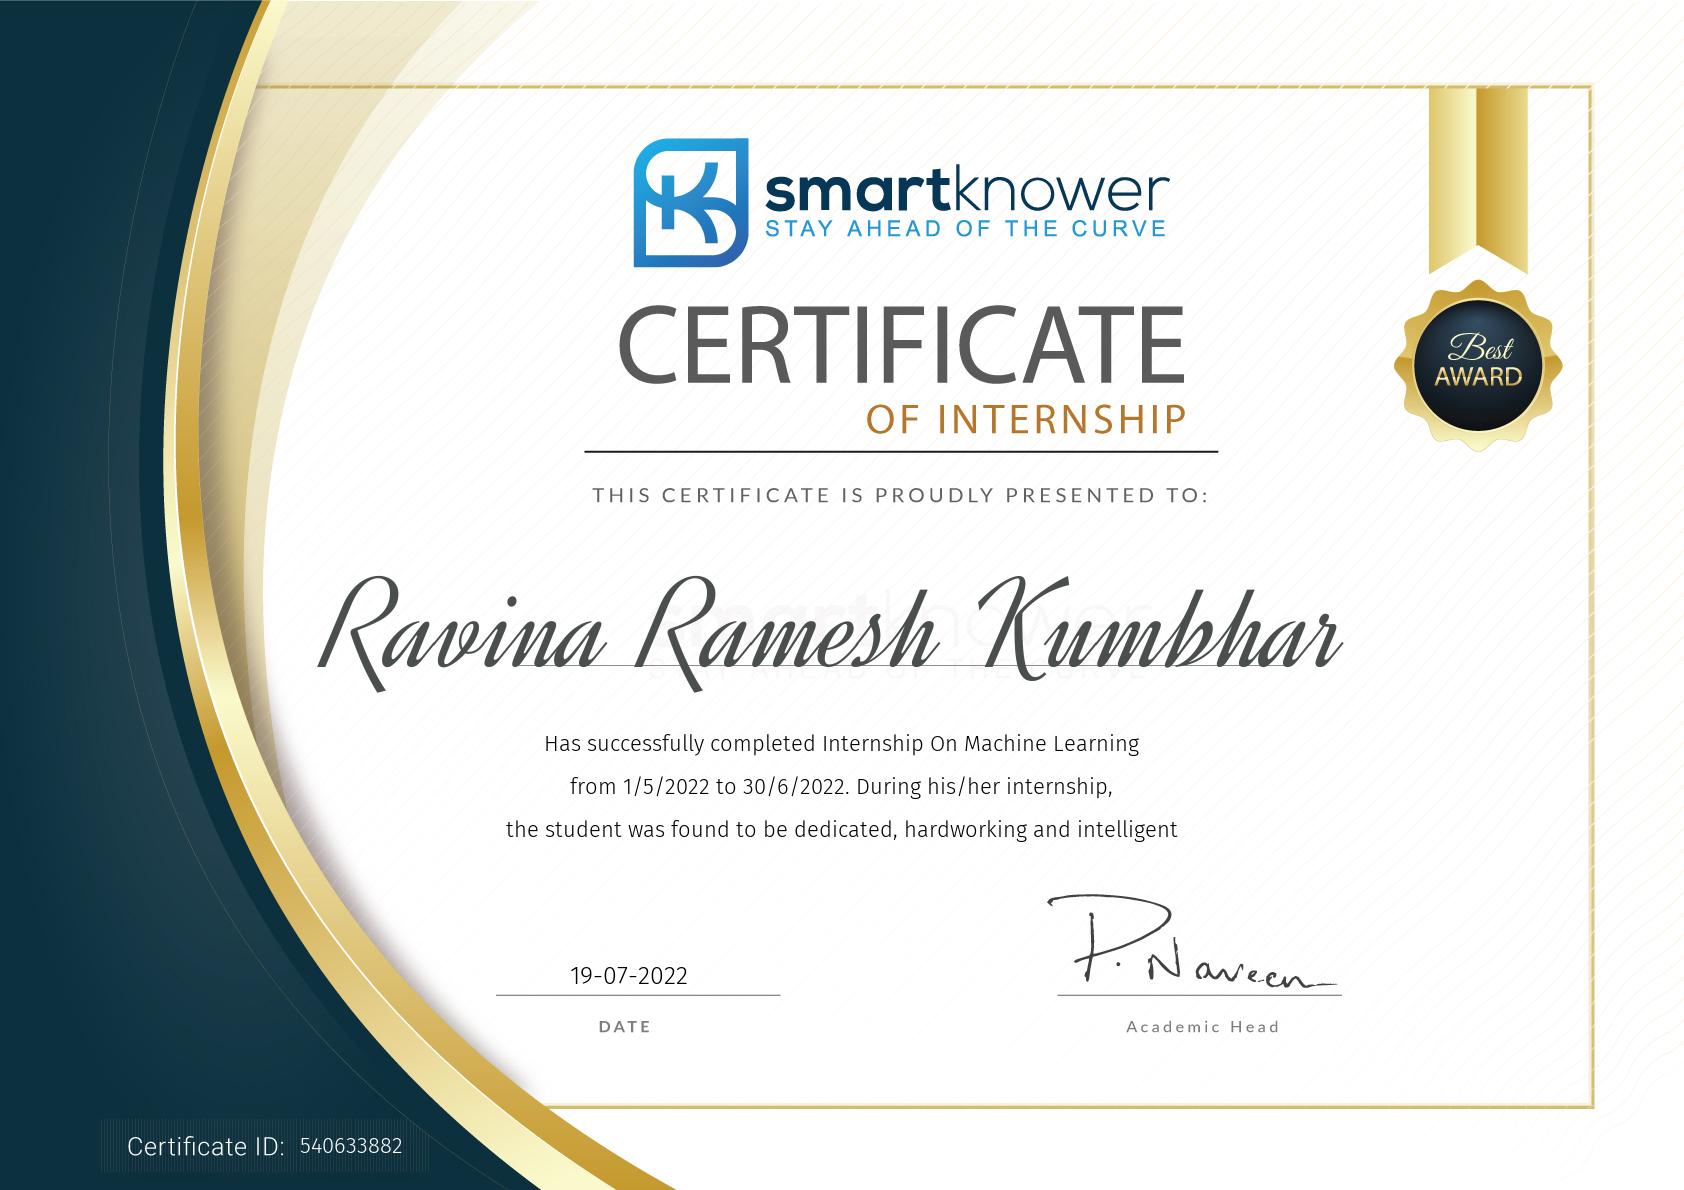 smartknower
STAY AHEAD OF THE CURVE
CERTIFICATE
OF INTERNSHIP
Best
AWARD
THIS CERTIFICATE IS PROUDLY PRESENTED TO:
Ravina Ramesh Kumbhar
smartknower
STAY AHEAD OF THE CURVE
Has successfully completed Internship On Machine Learning
from 1/5/2022 to 30/6/2022. During his/her internship,
the student was found to be dedicated, hardworking and intelligent
19-07-2022
P. Naveen
DATE
Academic Head
Certificate ID: 540633882